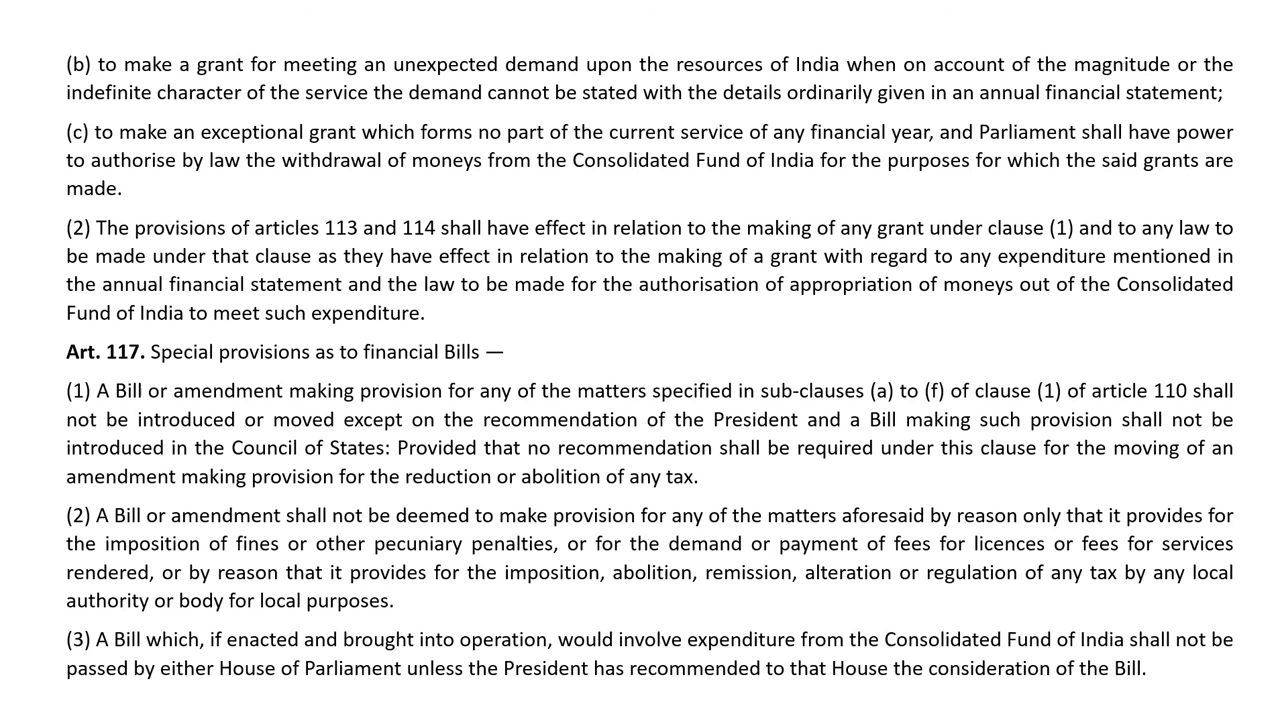 (b) to make a grant for meeting an unexpected demand upon the resources of India when on account of the magnitude or the
indefinite character of the service the demand cannot be stated with the details ordinarily given in an annual financial statement;
(c) to make an exceptional grant which forms no part of the current service of any financial year, and Parliament shall have power
to authorise by law the withdrawal of moneys from the Consolidated Fund of India for the purposes for which the said grants are
made.
(2) The provisions of articles 113 and 114 shall have effect in relation to the making of any grant under clause (1) and to any law to
be made under that clause as they have effect in relation to the making of a grant with regard to any expenditure mentioned in
the annual financial statement and the law to be made for the authorisation of appropriation of moneys out of the Consolidated
Fund of India to meet such expenditure.
Art. 117. Special provisions as to financial Bills —
(1) A Bill or amendment making provision for any of the matters specified in sub-clauses (a) to (f) of clause (1) of article 110 shall
not be introduced or moved except on the recommendation of the President and a Bill making such provision shall not be
introduced in the Council of States: Provided that no recommendation shall be required under this clause for the moving of an
amendment making provision for the reduction or abolition of any tax.
(2) A Bill or amendment shall not be deemed to make provision for any of the matters aforesaid by reason only that it provides for
the imposition of fines or other pecuniary penalties, or for the demand or payment of fees for licences or fees for services
rendered, or by reason that it provides for the imposition, abolition, remission, alteration or regulation of any tax by any local
authority or body for local purposes.
(3) A Bill which, if enacted and brought into operation, would involve expenditure from the Consolidated Fund of India shall not be
passed by either House of Parliament unless the President has recommended to that House the consideration of the Bill.